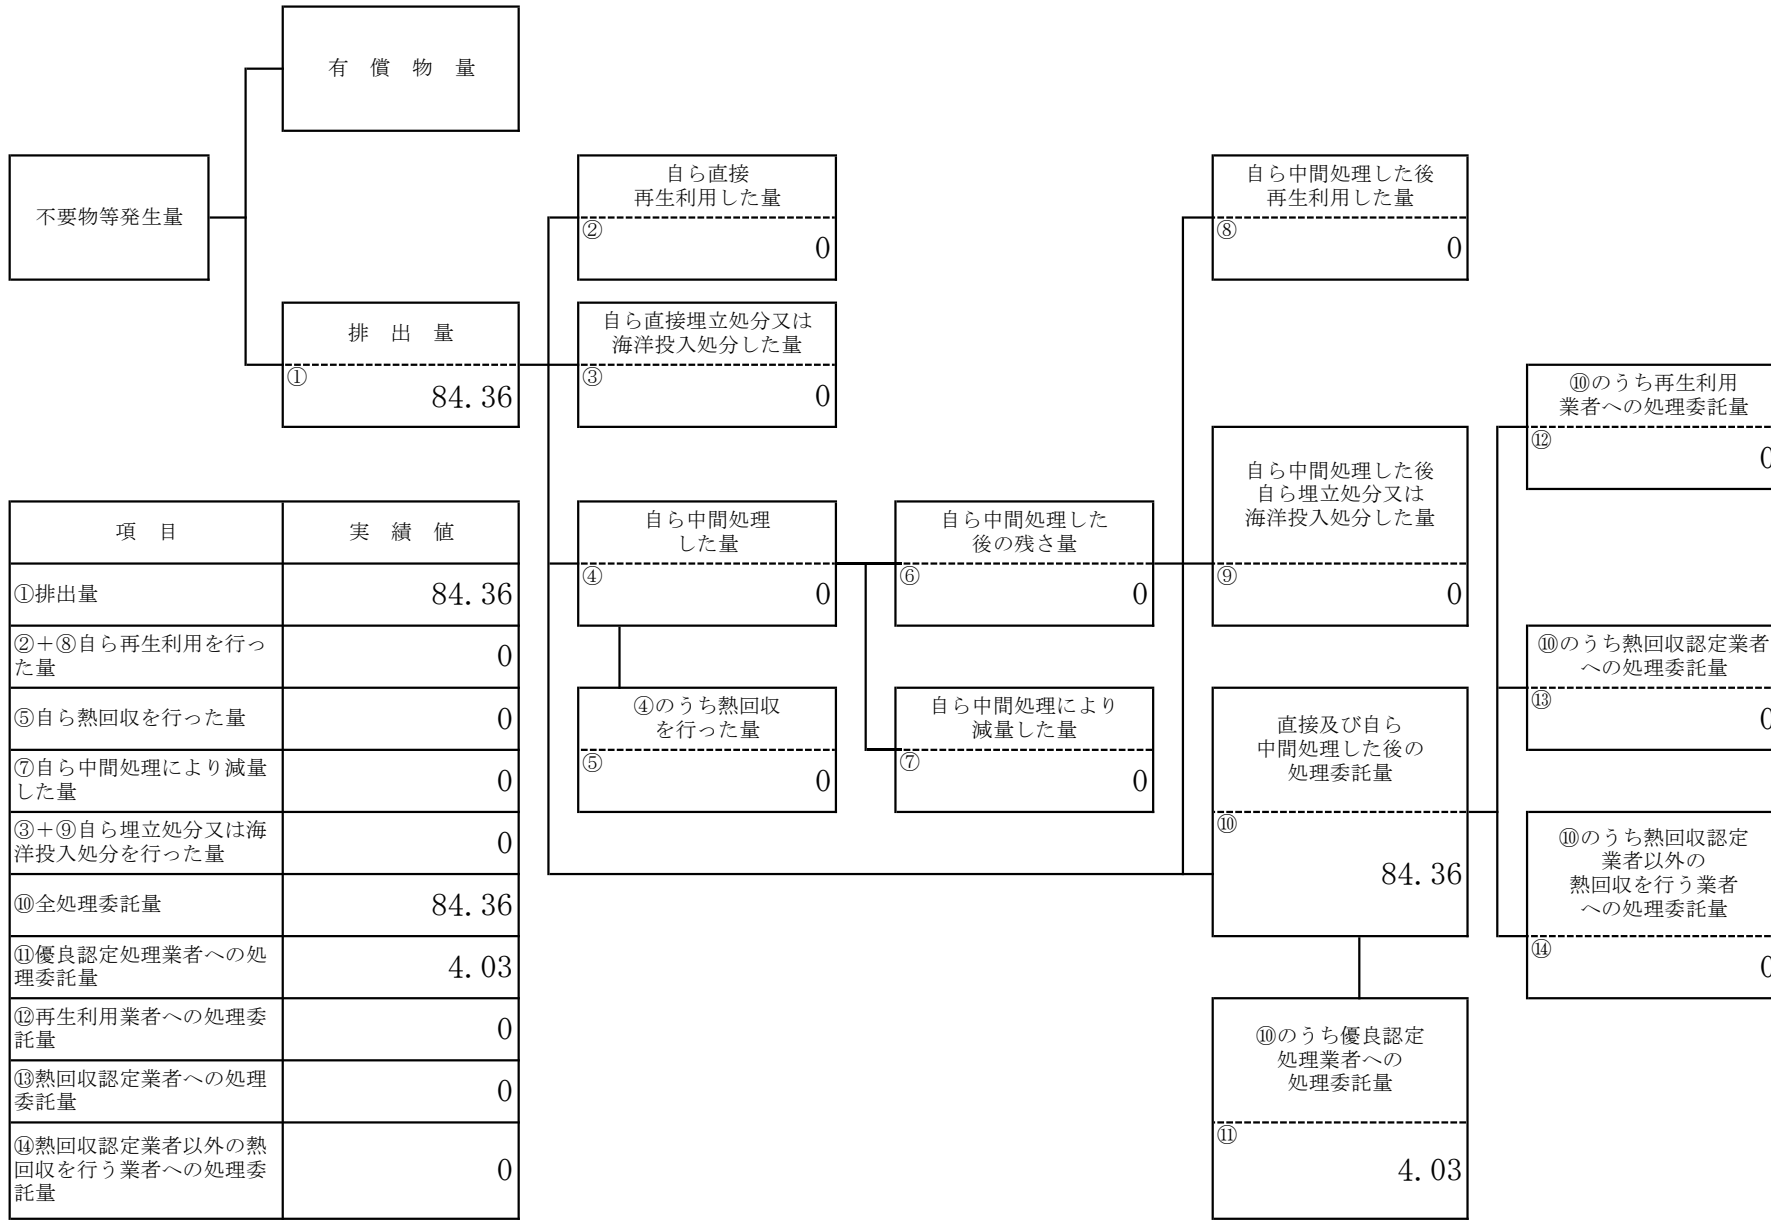 有 償 物 量
不要物等発生量
排 出 量
①
84.36
自ら直接
再生利用した量
②
0
自ら直接埋立処分又は
海洋投入処分した量
③
0
自ら中間処理
した量
④
0
④のうち熱回収
を行った量
⑤
0
自ら中間処理した
後の残さ量
⑥
0
自ら中間処理により
減量した量
⑦
0
自ら中間処理した後
再生利用した量
⑧
0
自ら中間処理した後
自ら埋立処分又は
海洋投入処分した量
⑨
0
直接及び自ら
中間処理した後の
処理委託量
⑩
84.36
⑩のうち優良認定
処理業者への
処理委託量
⑪
4.03
⑩のうち再生利用
業者への処理委託量
⑫
0
⑩のうち熱回収認定業者
への処理委託量
⑬
0
⑩のうち熱回収認定
業者以外の
熱回収を行う業者
への処理委託量
⑭
0
項 目 実 績 値
①排出量 84.36
②+⑧自ら再生利用を行っ
た量 0
⑤自ら熱回収を行った量 0
⑦自ら中間処理により減量
した量 0
③+⑨自ら埋立処分又は海
洋投入処分を行った量 0
⑩全処理委託量 84.36
⑪優良認定処理業者への処
理委託量 4.03
⑫再生利用業者への処理委
託量 0
⑬熱回収認定業者への処理
委託量 0
⑭熱回収認定業者以外の熱
回収を行う業者への処理委
託量 0